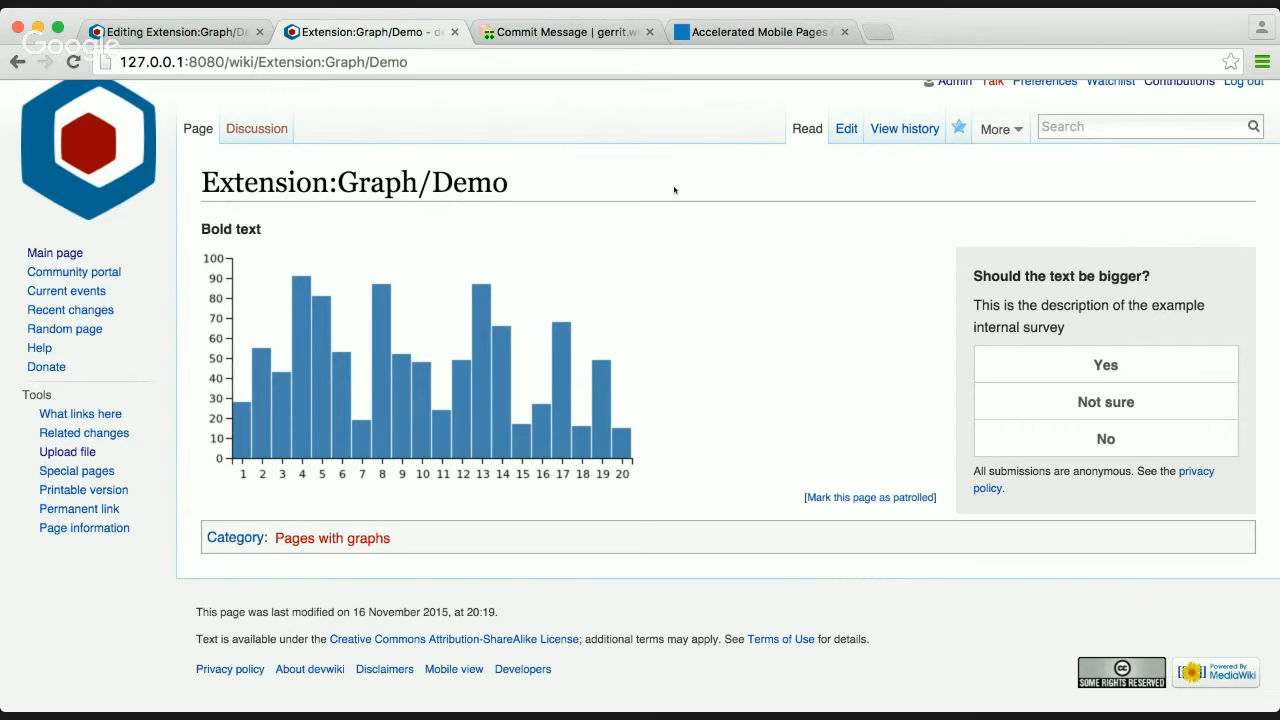 Editing Extension:Graph/De
Extension:Graph/Demo - de
Commit Message | gerrit.w
Accelerated Mobile Pages
Google
127.0.0.1:8080/wiki/Extension:Graph/Demo
Admin Talk Preferences Watchlist Contributions Log out
Page Discussion Read Edit View history More Search
Extension:Graph/Demo
Bold text
Main page
Community portal
Current events
Recent changes
Random page
Help
Donate
Tools
What links here
Related changes
Upload file
Special pages
Printable version
Permanent link
Page information
100
90
80
70
60
50
40
30
20
10
0
1 2 3 4 5 6 7 8 9 10 11 12 13 14 15 16 17 18 19 20
Should the text be bigger?
This is the description of the example
internal survey
Yes
Not sure
No
All submissions are anonymous. See the privacy
policy.
[Mark this page as patrolled]
Category: Pages with graphs
This page was last modified on 16 November 2015, at 20:19.
Text is available under the Creative Commons Attribution-ShareAlike License; additional terms may apply. See Terms of Use for details.
Privacy policy About devwiki Disclaimers Mobile view Developers
CC
SOME RIGHTS RESERVED
Powered By
MediaWiki